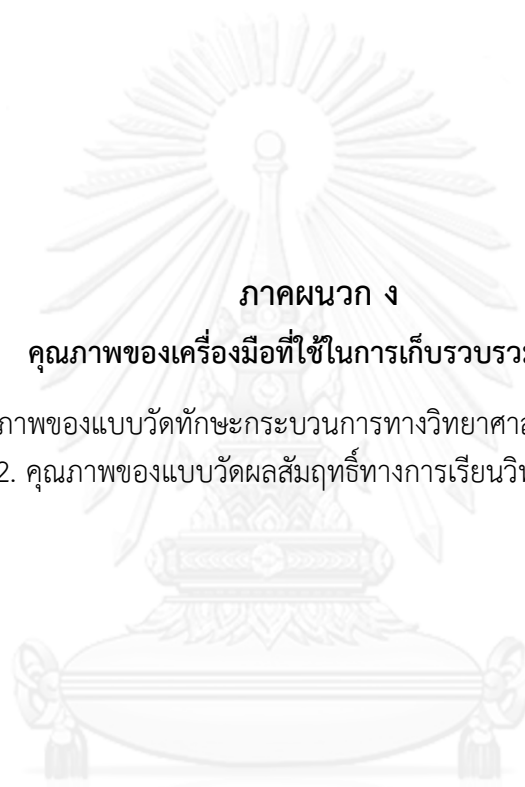 ภาคผนวก ง
คุณภาพของเครื่องมือที่ใช้ในการเก็บรวบรว
ภาพของแบบวัดทักษะกระบวนการทางวิทยาศา
2. คุณภาพของแบบวัดผลสัมฤทธิ์ทางการเรียนวิ